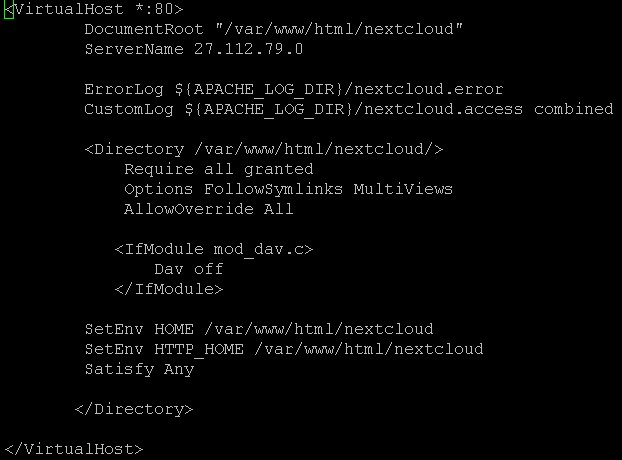 <VirtualHost *:80>
DocumentRoot "/var/www/html/nextcloud"
ServerName 27.112.79.0
ErrorLog ${APACHE_LOG_DIR}/nextcloud.error
CustomLog ${APACHE_LOG_DIR}/nextcloud.access combined
<Directory /var/www/html/nextcloud/>
Require all granted
Options FollowSymlinks MultiViews
AllowOverride All
<IfModule mod_dav.c>
Dav off
</IfModule>
SetEnv HOME /var/www/html/nextcloud
SetEnv HTTP_HOME /var/www/html/nextcloud
Satisfy Any
</Directory>
</VirtualHost>